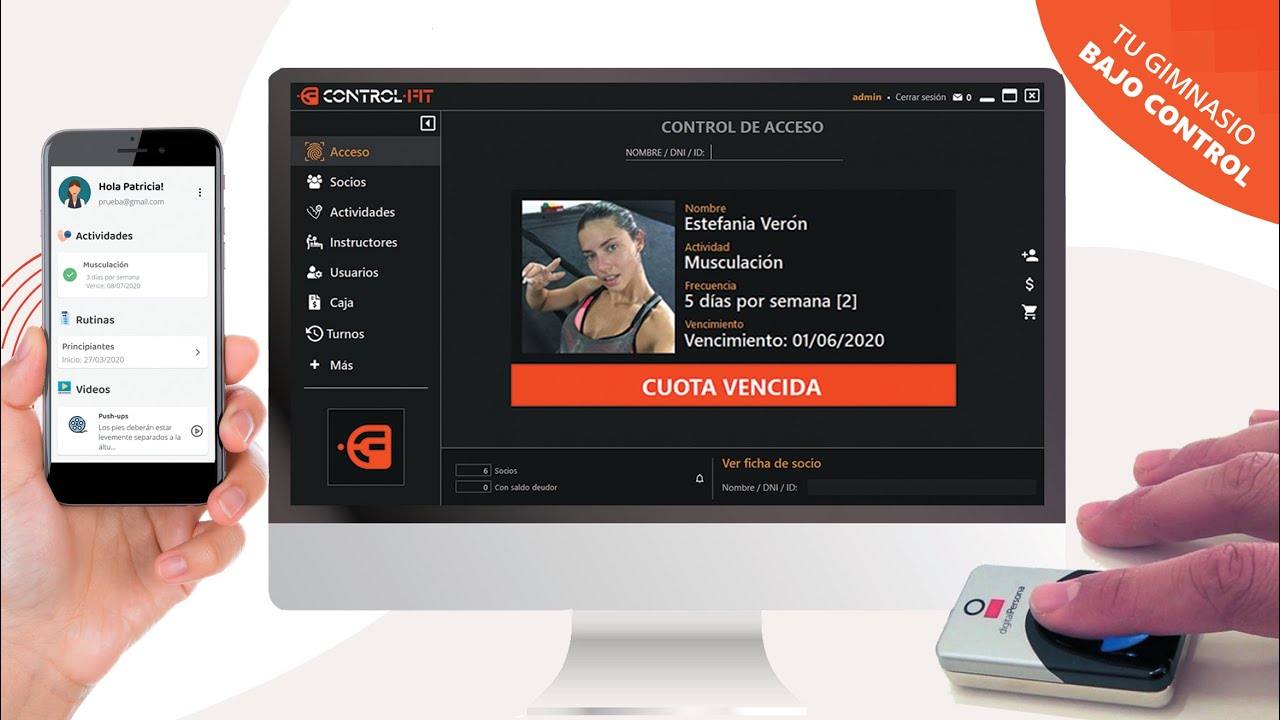 TU GIMNASIO
BAJO CONTROL
Hola Patricia!
prueba@gmail.com
Actividades
Musculación
3 días por semana
Vence: 08/07/2020
Rutinas
Principiantes
Inicio: 27/03/2020
Videos
Push-ups
Los pies deberán estar
levemente separados a la
altu...
CONTROL·FIT
admin • Cerrar sesión 0
Acceso
Socios
Actividades
Instructores
Usuarios
Caja
Turnos
Más
CONTROL DE ACCESO
NOMBRE / DNI / ID:
Nombre
Estefania Verón
Actividad
Musculación
Frecuencia
5 días por semana [2]
Vencimiento
Vencimiento: 01/06/2020
CUOTA VENCIDA
6 Socios
0 Con saldo deudor
Ver ficha de socio
Nombre / DNI / ID:
digitalPersona